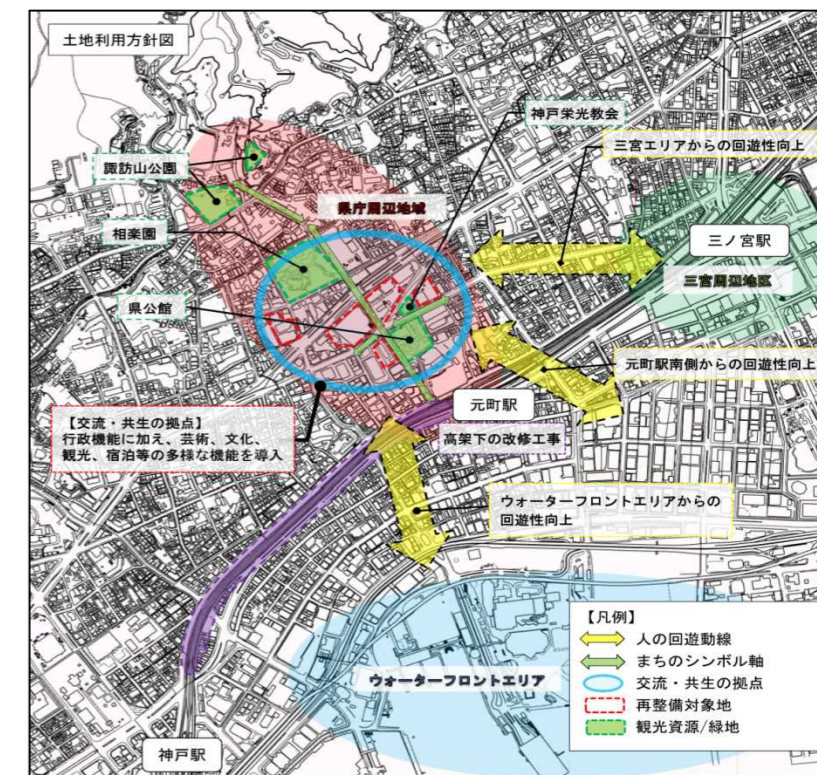 土地利用方針図
神戸栄光教会
三宮エリアからの回遊性向上
諏訪山公園
県庁周辺地域
相楽園
三ノ宮駅
三宮周辺地区
県公館
元町駅南側からの回遊性向上
元町駅
【交流・共生の拠点】
行政機能に加え、芸術、文化、
観光、宿泊等の多様な機能を導入
高架下の改修工事
ウォーターフロントエリアからの
回遊性向上
【凡例】
人の回遊動線
まちのシンボル軸
交流・共生の拠点
再整備対象地
観光資源/緑地
ウォーターフロントエリア
神戸駅